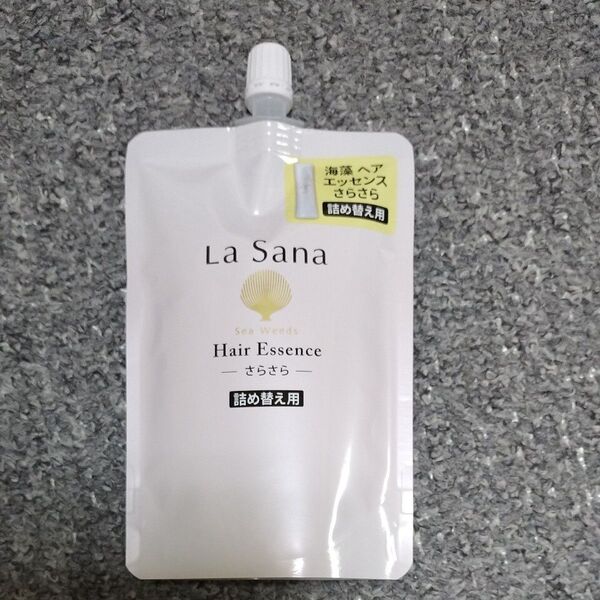 海藻 ヘア
エッセンス
さらさら
詰め替え用
La Sana
Sea Weeds
Hair Essence
さらさら
詰め替え用